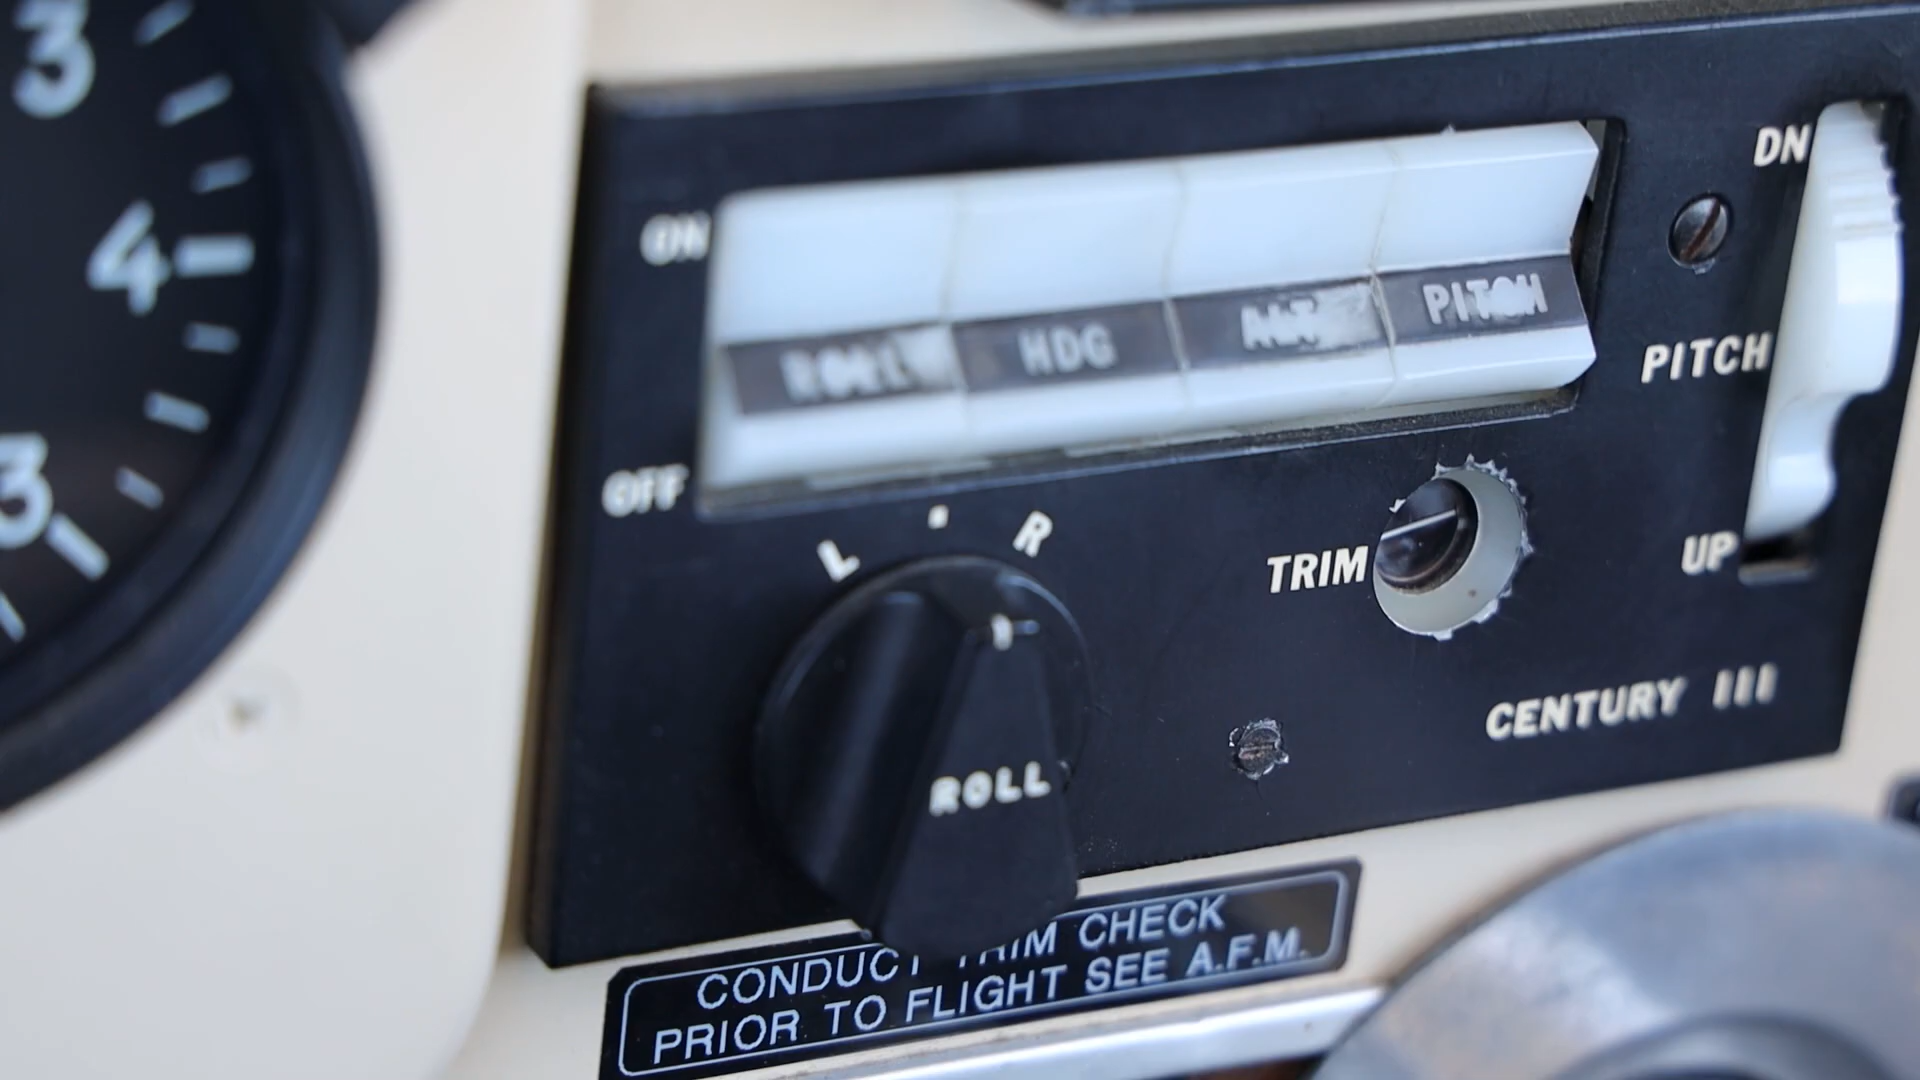 3
4
3
ON
ROLL
HDG
ALT
PITCH
OFF
DN
PITCH
UP
L
R
TRIM
ROLL
CENTURY III
CONDUCT TRIM CHECK
PRIOR TO FLIGHT SEE A.F.M.